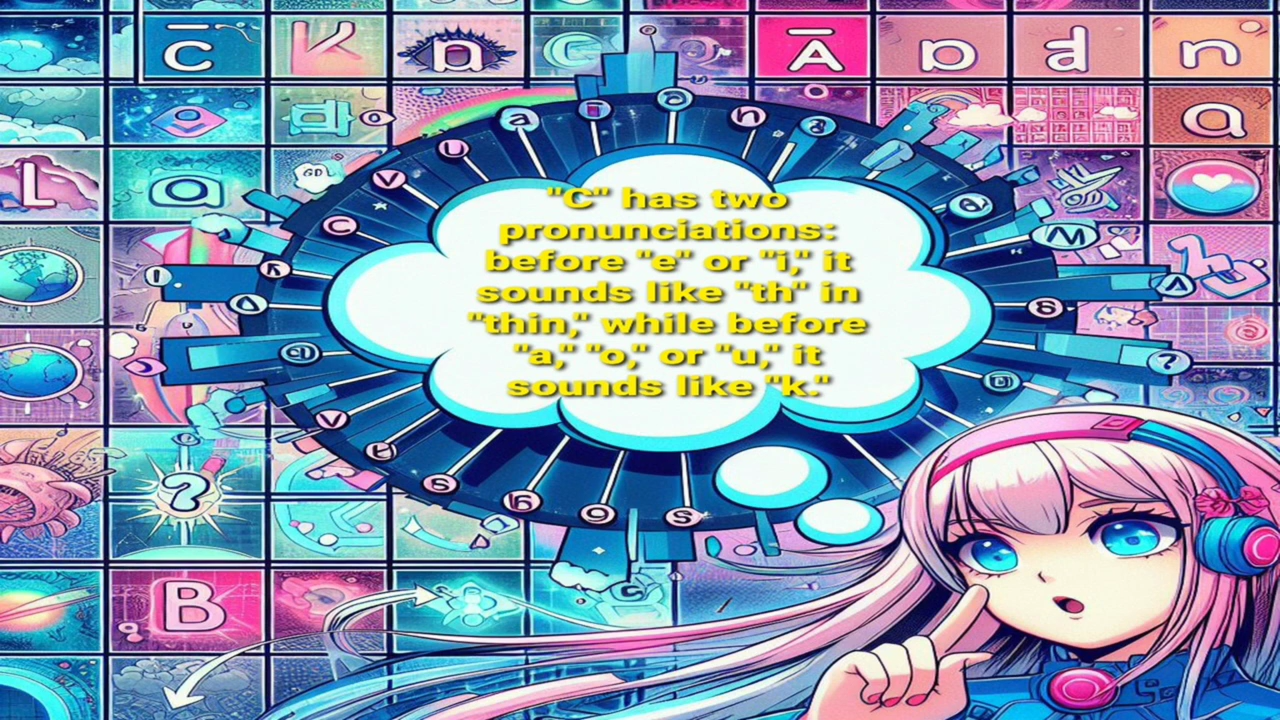 "C" has two
pronunciations:
before "e" or "i," it
sounds like "th" in
"thin," while before
"a," "o," or "u," it
sounds like "k."